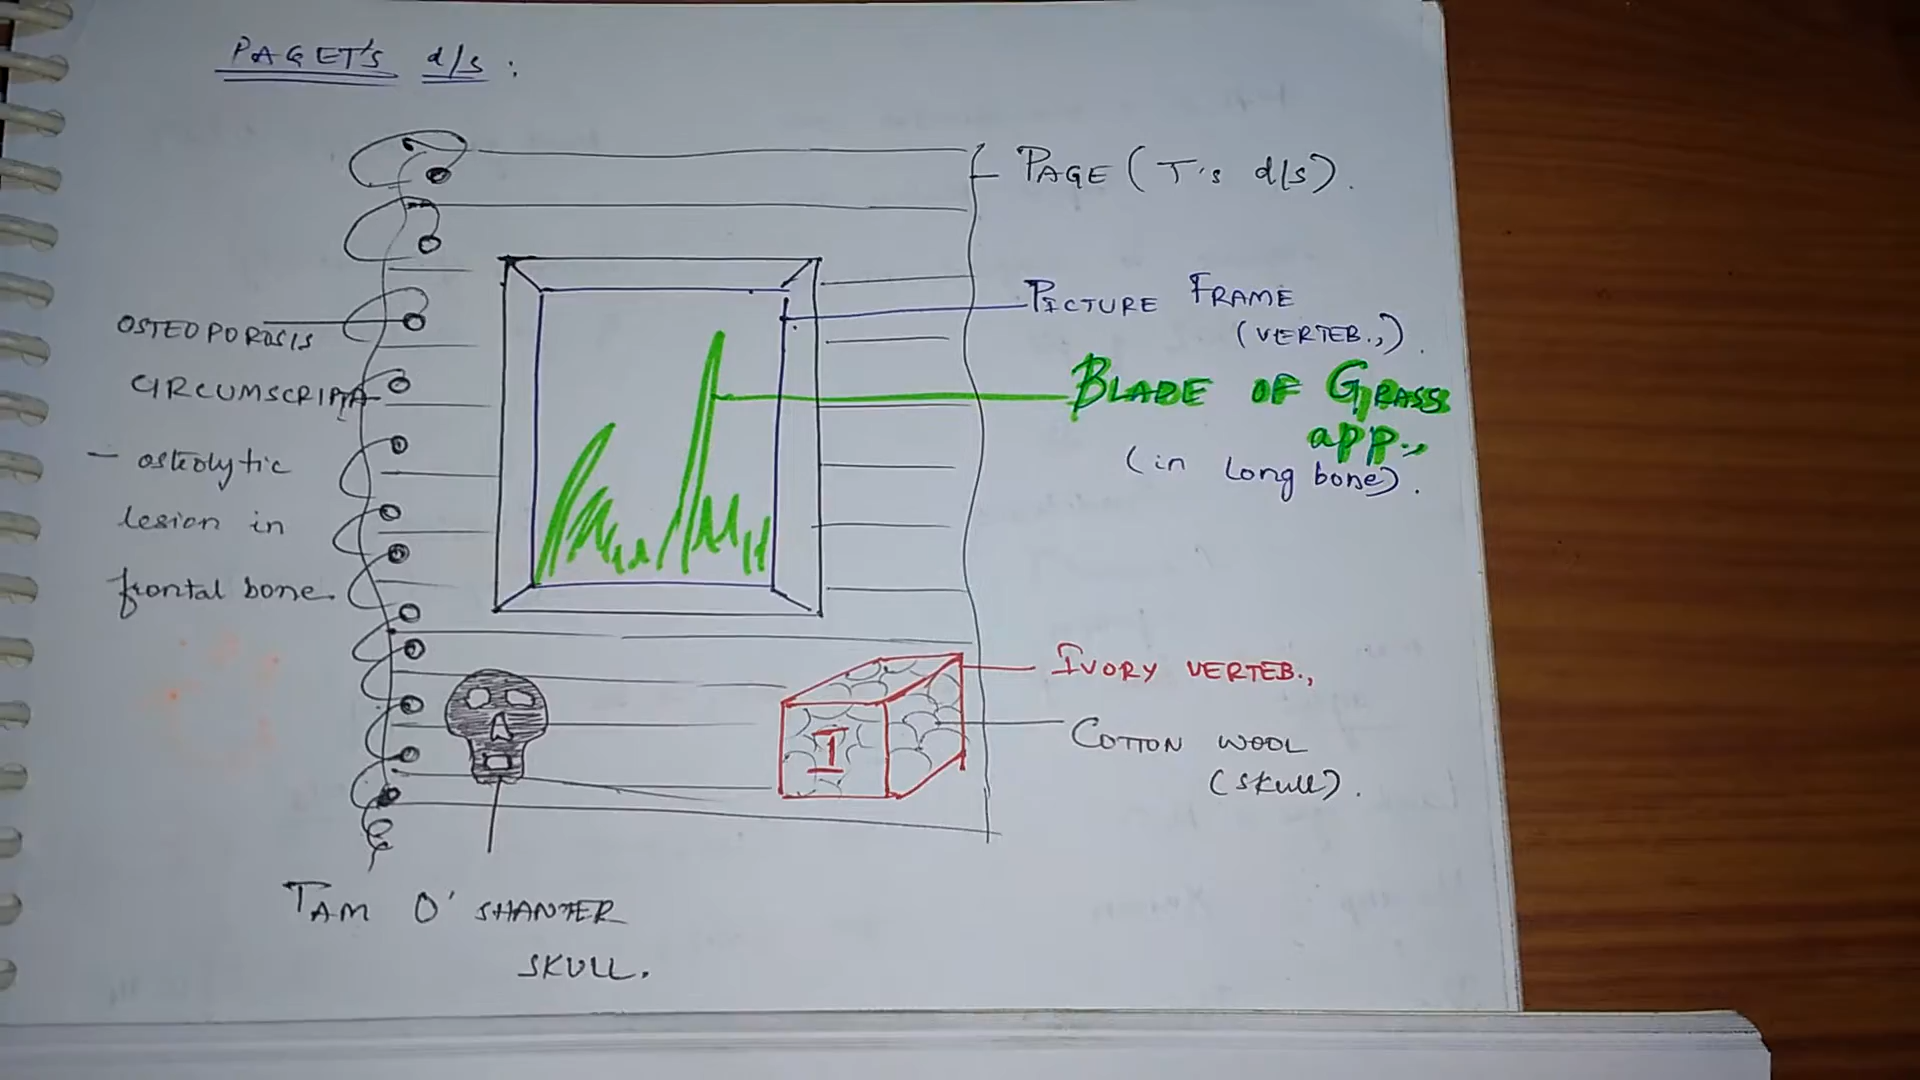 PAGET'S d/s :
PAGE (T's d/s).
PICTURE FRAME
(VERTEB.,).
BLADE OF GRASS
app.,
(in Long bone).
OSTEOPOROSIS
CIRCUMSCRIPTA
- osteolytic
lesion in
frontal bone.
IVORY VERTEB.,
I
COTTON WOOL
(skull).
TAM O' SHANTER
SKULL.